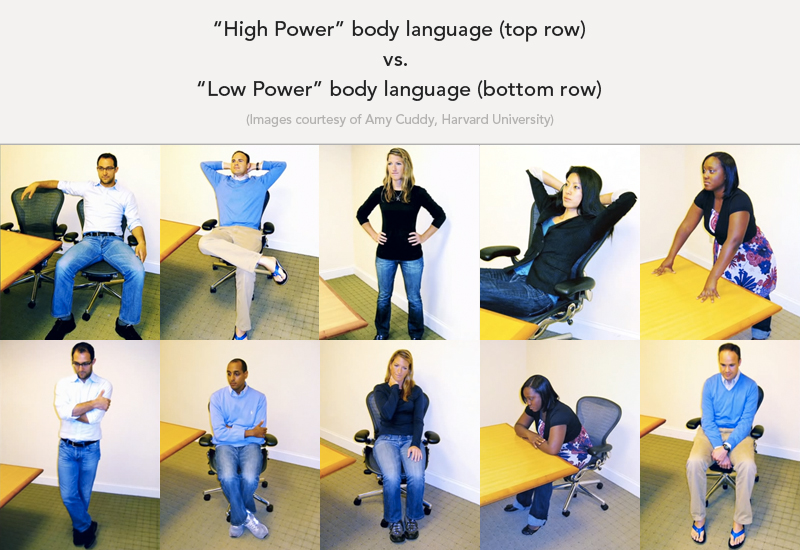 “High Power” body language (top row)
vs.
“Low Power” body language (bottom row)
(Images courtesy of Amy Cuddy, Harvard University)